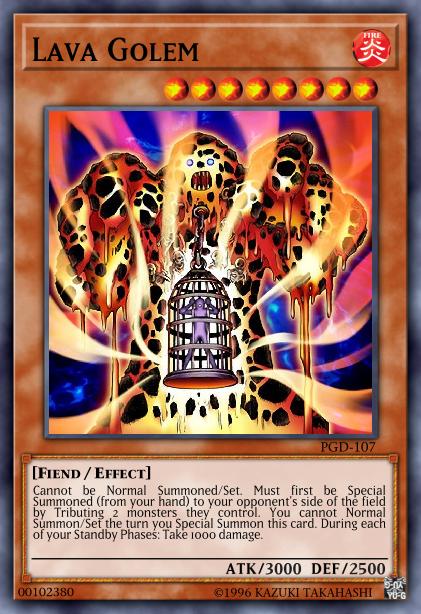 LAVA GOLEM
FIRE
炎
PGD-107
[FIEND / EFFECT]
Cannot be Normal Summoned/Set. Must first be Special
Summoned (from your hand) to your opponent's side of the field
by Tributing 2 monsters they control. You cannot Normal
Summon/Set the turn you Special Summon this card. During each
of your Standby Phases: Take 1000 damage.
ATK/3000 DEF/2500
00102380
©1996 KAZUKI TAKAHASHI